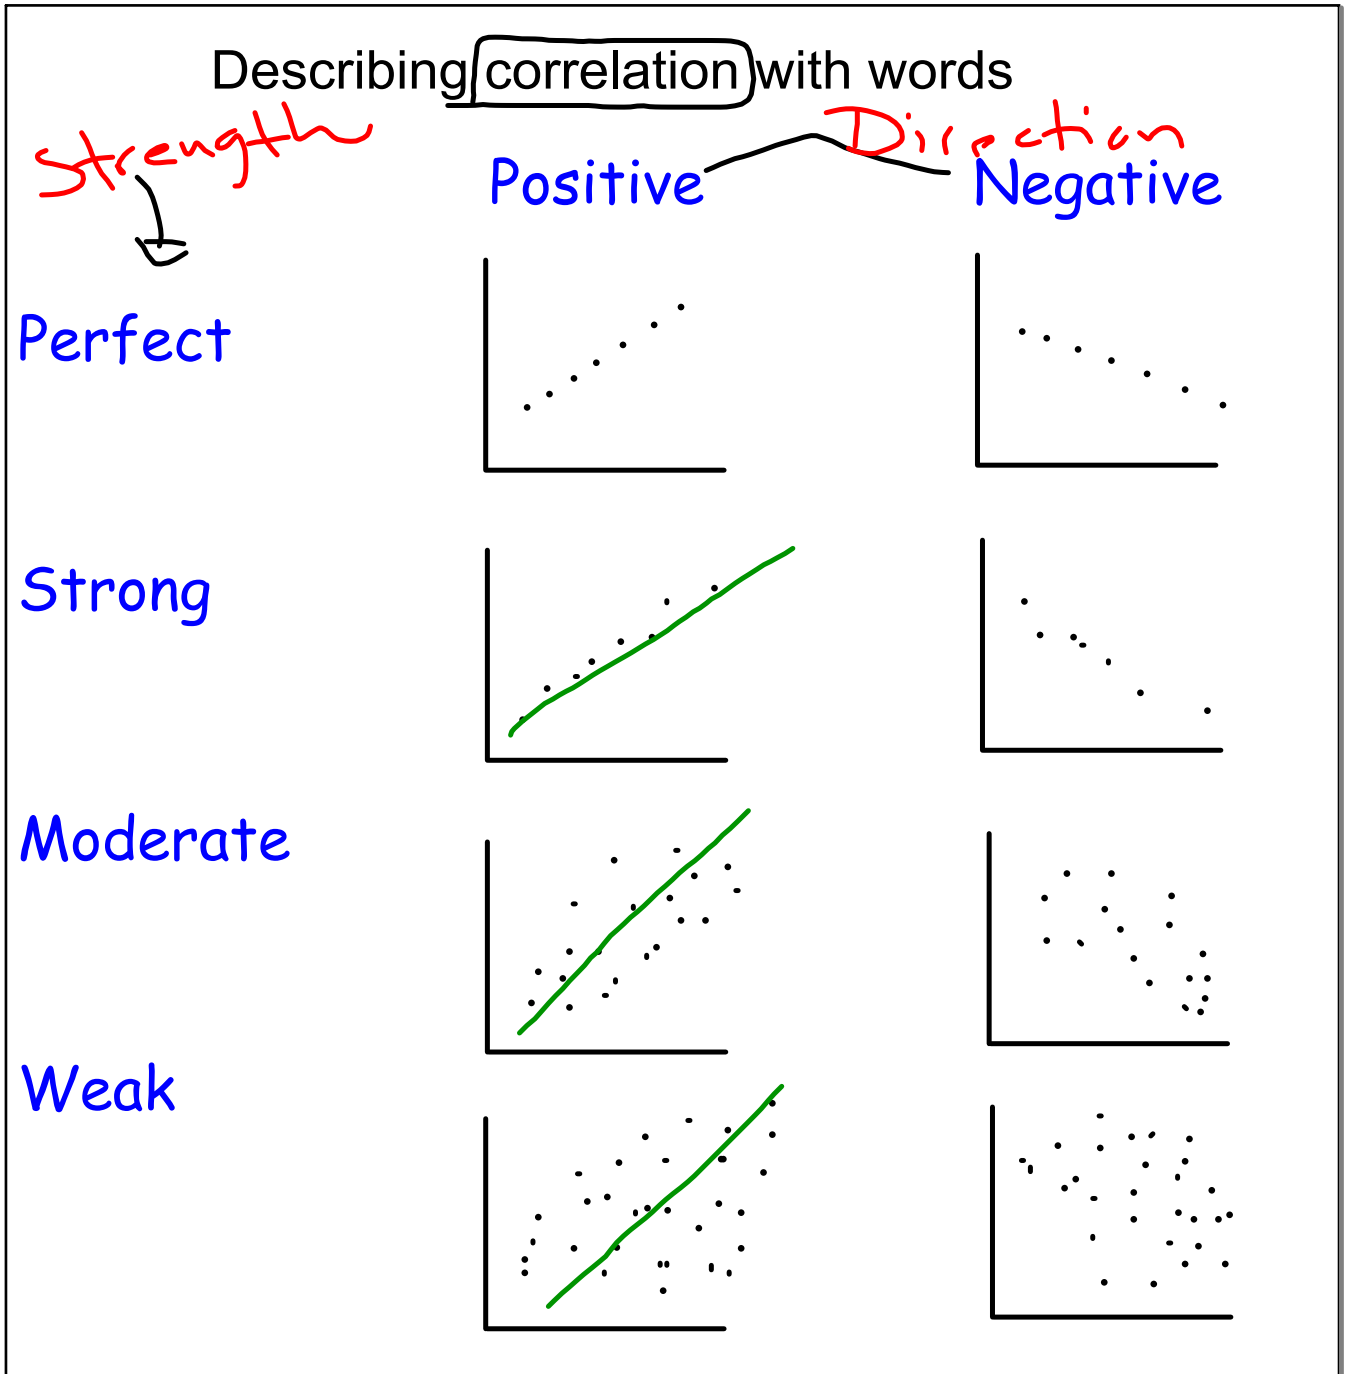 Describing correlation with words
Strength Direction
Positive Negative
Perfect
Strong
Moderate
Weak